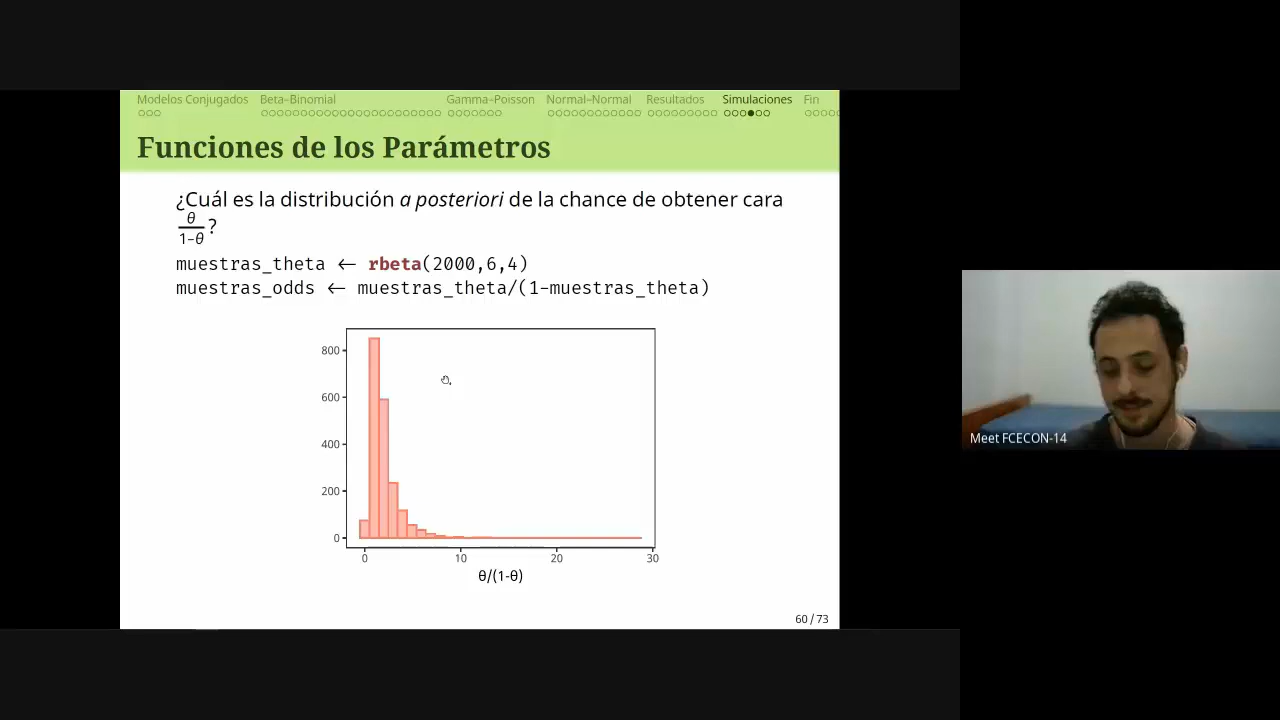 Modelos Conjugados Beta–Binomial Gamma–Poisson Normal–Normal Resultados Simulaciones Fin
Funciones de los Parámetros
¿Cuál es la distribución a posteriori de la chance de obtener cara
θ/1−θ?
muestras_theta ← rbeta(2000,6,4)
muestras_odds ← muestras_theta/(1−muestras_theta)
800
600
400
200
0
0 10 20 30
θ/(1-θ)
60 / 73
Meet FCECON-14